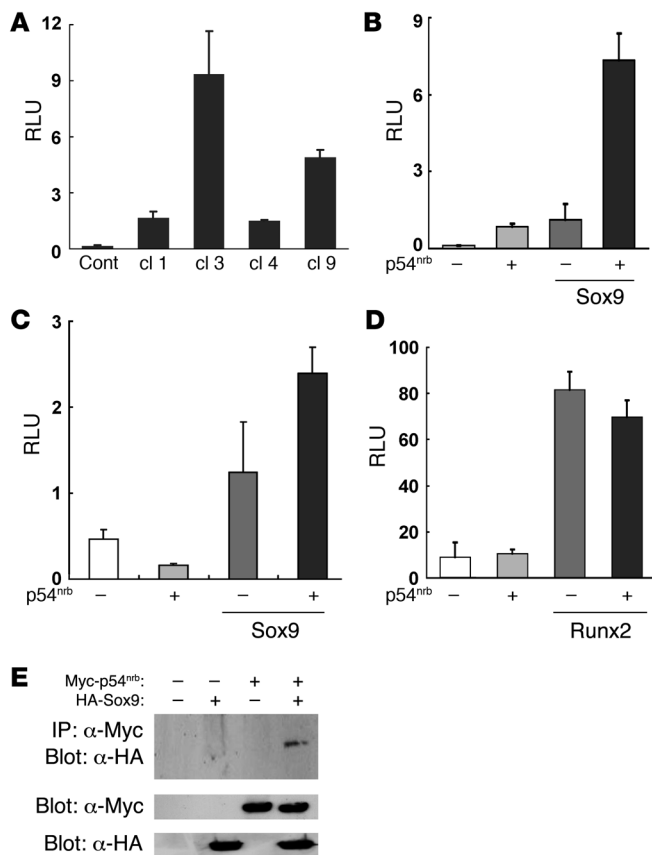 A
12
9
6
3
0
RLU
Cont cl 1 cl 3 cl 4 cl 9
B
9
6
3
0
RLU
p54ⁿʳᵇ − + − +
Sox9
C
3
2
1
0
RLU
p54ⁿʳᵇ − + − +
Sox9
D
100
80
60
40
20
0
RLU
p54ⁿʳᵇ − + − +
Runx2
E
Myc-p54ⁿʳᵇ: − − + +
HA-Sox9: − + − +
IP: α-Myc
Blot: α-HA
Blot: α-Myc
Blot: α-HA